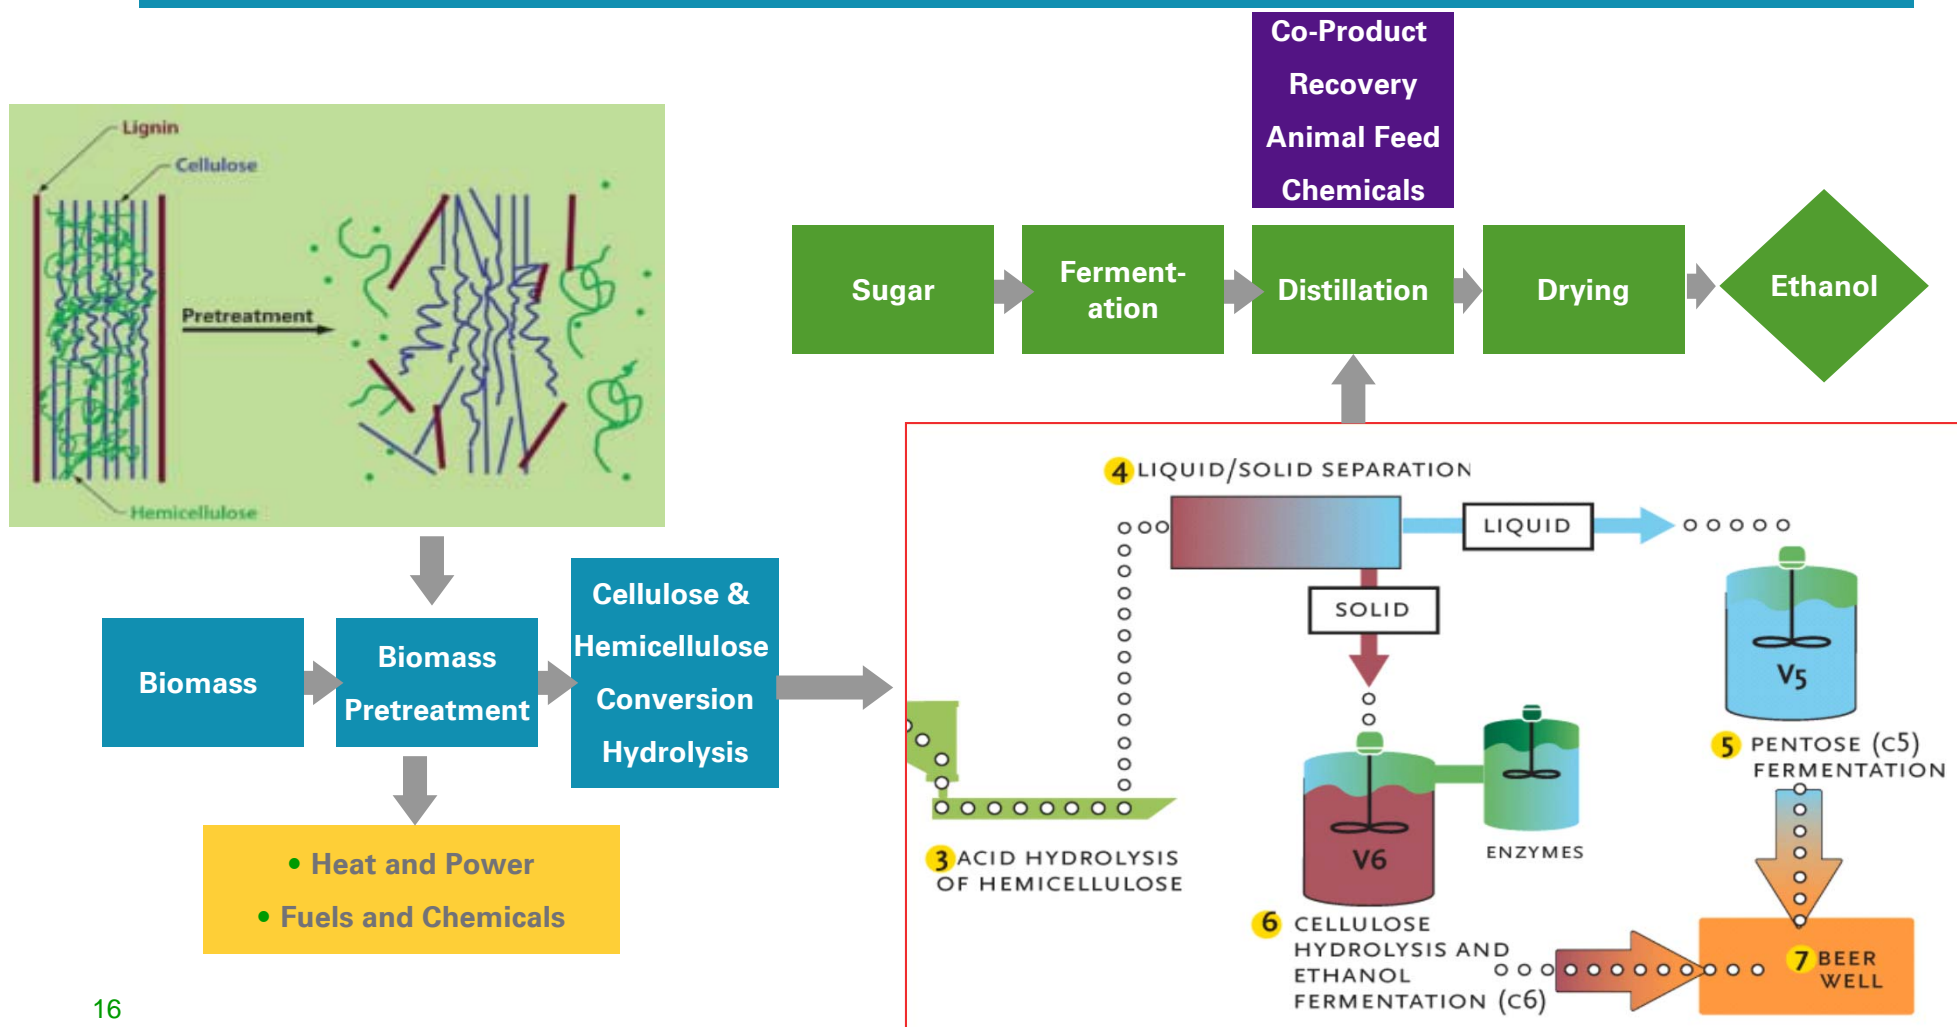 Co-Product
Recovery
Animal Feed
Chemicals
Lignin
Cellulose
Pretreatment
Hemicellulose
Sugar
Ferment-
ation
Distillation
Drying
Ethanol
Biomass
Biomass
Pretreatment
Cellulose &
Hemicellulose
Conversion
Hydrolysis
• Heat and Power
• Fuels and Chemicals
4 LIQUID/SOLID SEPARATION
LIQUID
SOLID
V5
5 PENTOSE (C5)
FERMENTATION
3 ACID HYDROLYSIS
OF HEMICELLULOSE
V6
ENZYMES
6 CELLULOSE
HYDROLYSIS AND
ETHANOL
FERMENTATION (C6)
7 BEER
WELL
16